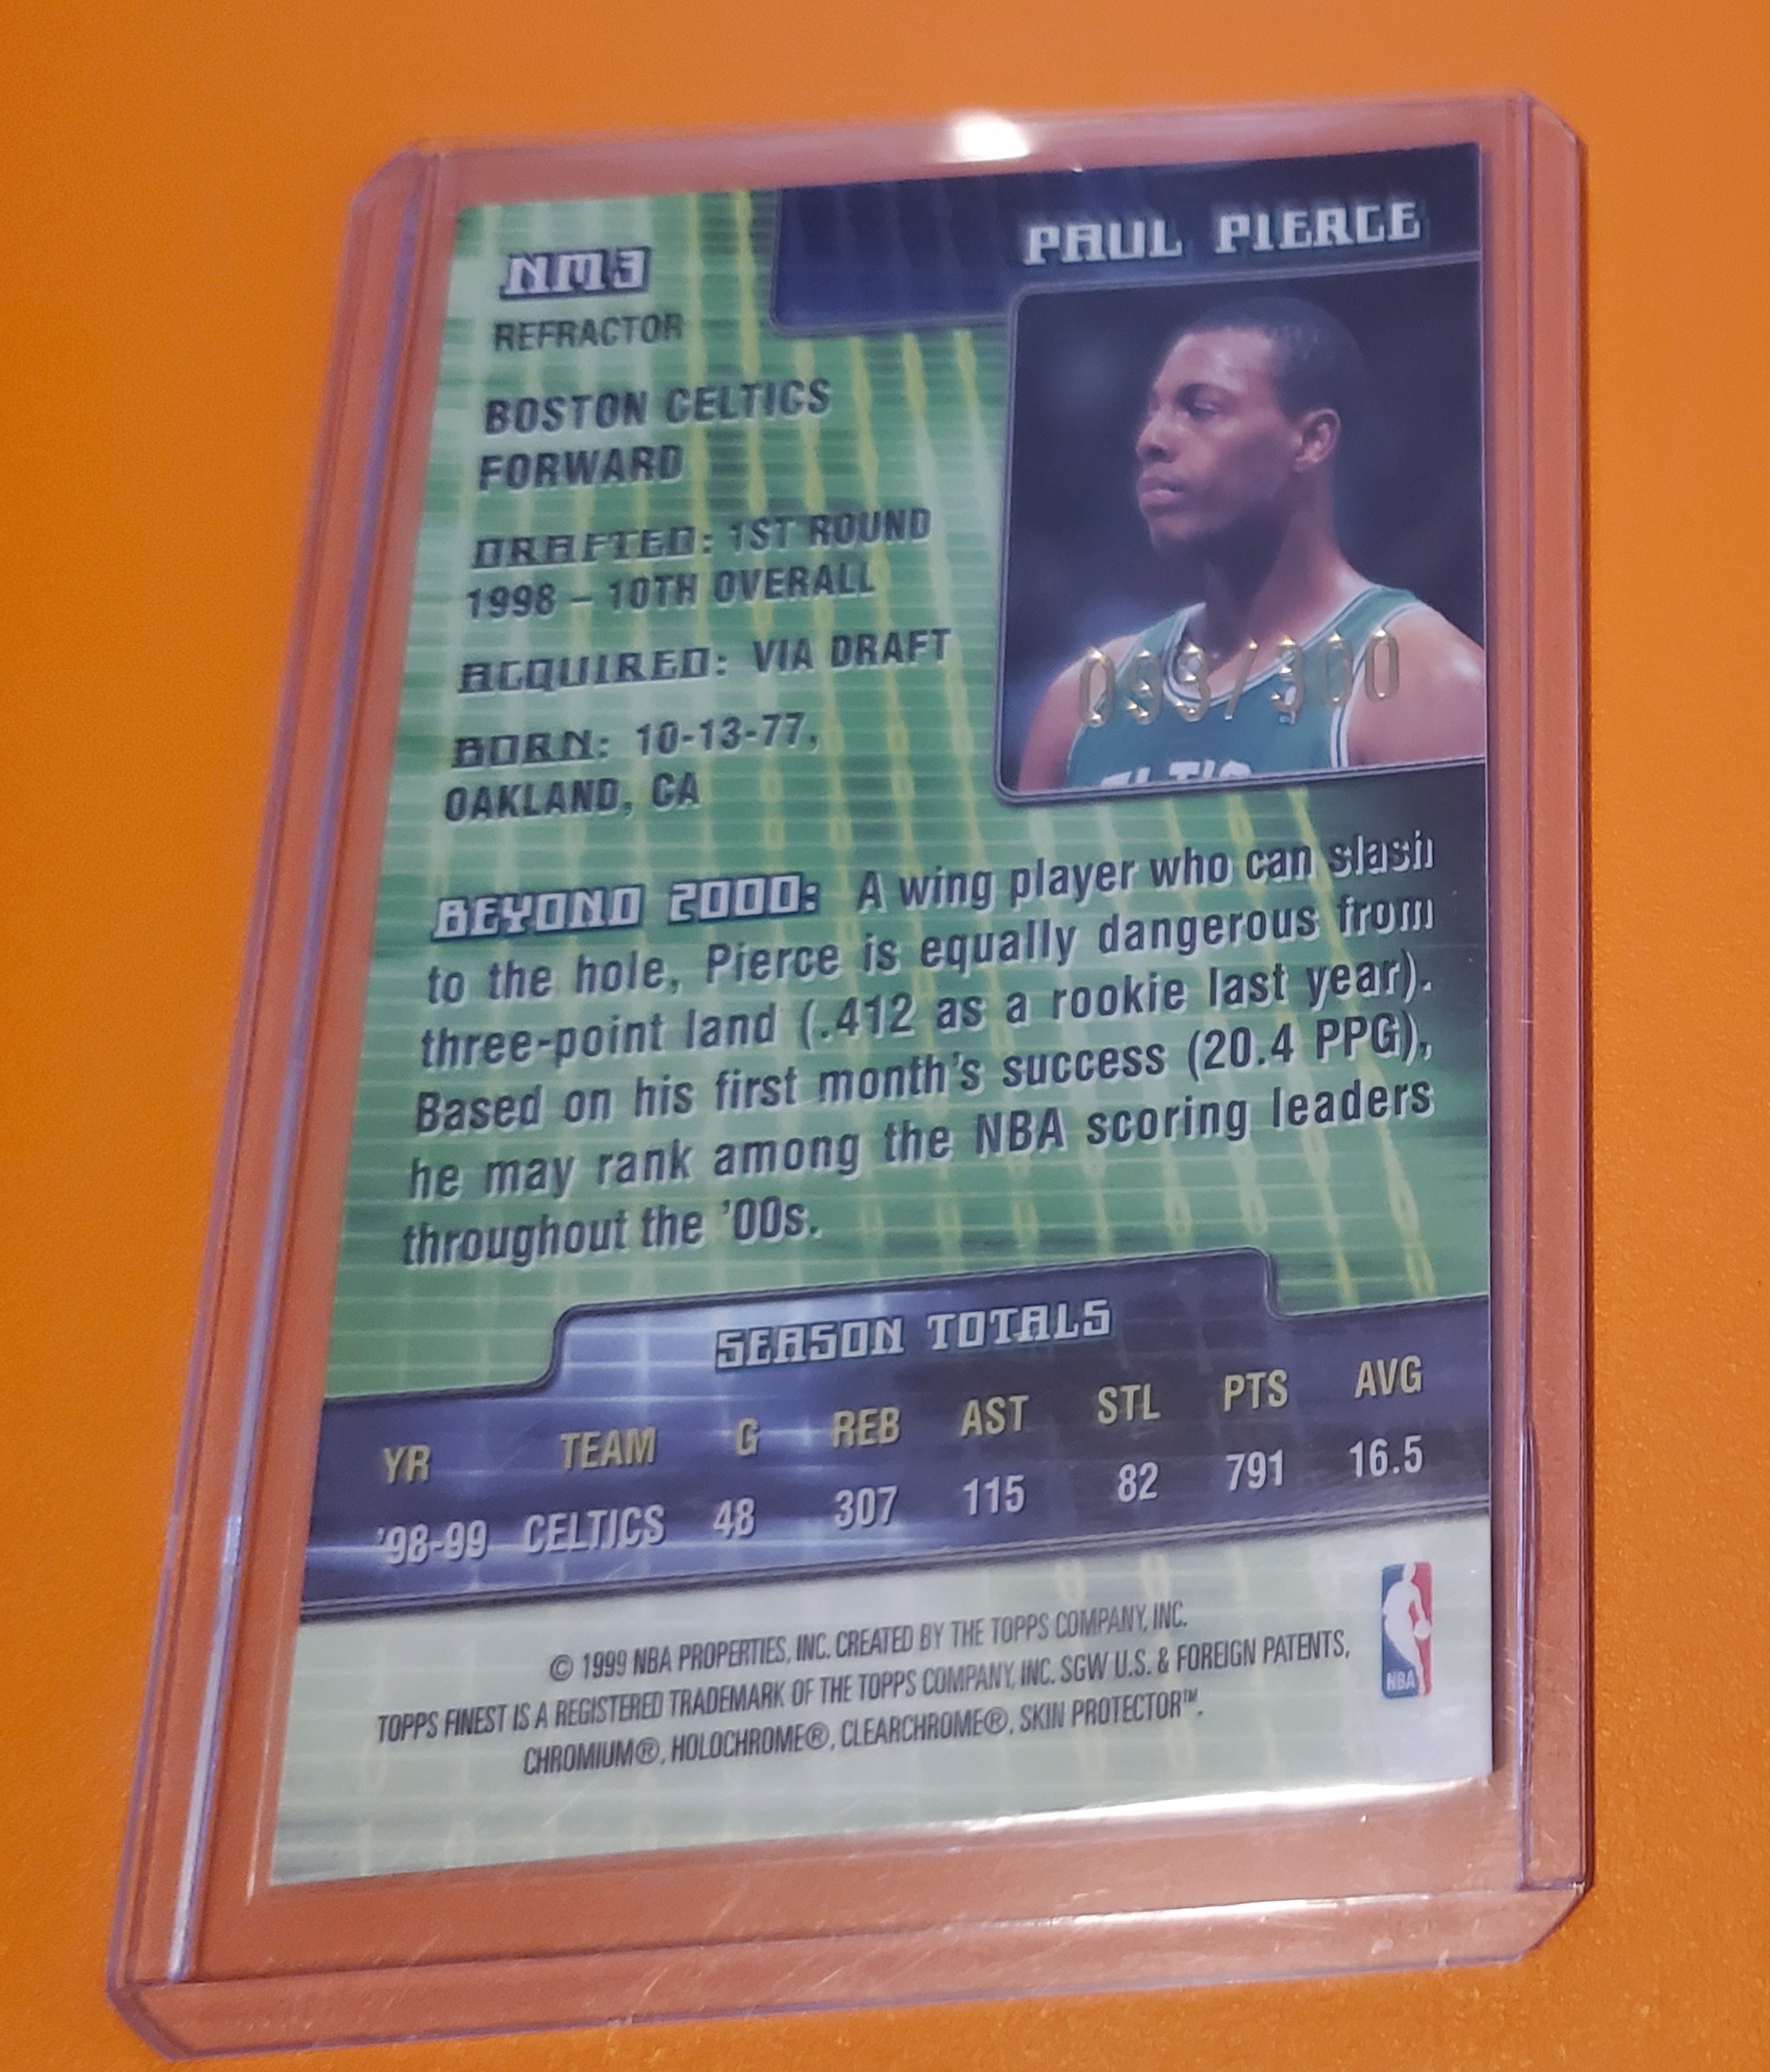 PAUL PIERCE
NM3
REFRACTOR
BOSTON CELTICS
FORWARD
DRAFTED: 1ST ROUND
1998 – 10TH OVERALL
ACQUIRED: VIA DRAFT
BORN: 10-13-77,
OAKLAND, CA
099/300
BEYOND 2000: A wing player who can slash
to the hole, Pierce is equally dangerous from
three-point land (.412 as a rookie last year).
Based on his first month's success (20.4 PPG),
he may rank among the NBA scoring leaders
throughout the '00s.
SEASON TOTALS
YR TEAM G REB AST STL PTS AVG
'98-99 CELTICS 48 307 115 82 791 16.5
© 1999 NBA PROPERTIES, INC. CREATED BY THE TOPPS COMPANY, INC.
TOPPS FINEST IS A REGISTERED TRADEMARK OF THE TOPPS COMPANY, INC. SGW U.S. & FOREIGN PATENTS,
CHROMIUM®, HOLOCHROME®, CLEARCHROME®, SKIN PROTECTOR™.
NBA